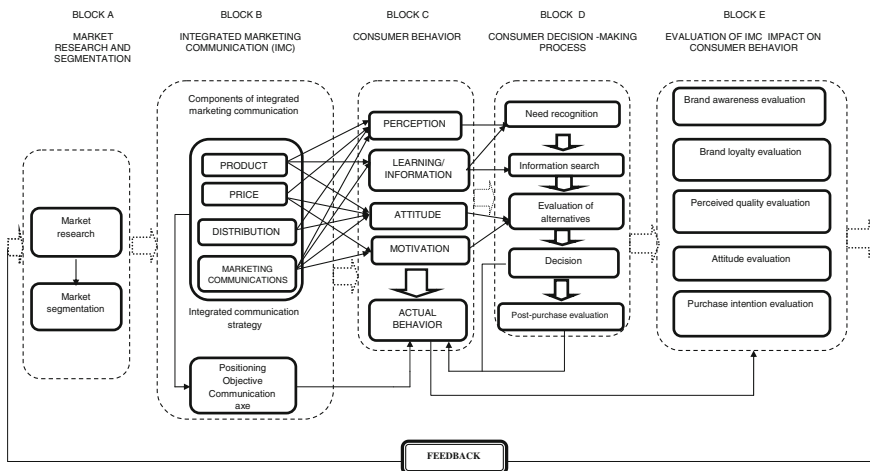 BLOCK A
MARKET
RESEARCH AND
SEGMENTATION
BLOCK B
INTEGRATED MARKETING
COMMUNICATION (IMC)
BLOCK C
CONSUMER BEHAVIOR
BLOCK D
CONSUMER DECISION -MAKING
PROCESS
BLOCK E
EVALUATION OF IMC IMPACT ON
CONSUMER BEHAVIOR
Market
research
Market
segmentation
Components of integrated
marketing communication
PRODUCT
PRICE
DISTRIBUTION
MARKETING
COMMUNICATIONS
Integrated communication
strategy
Positioning
Objective
Communication
axe
PERCEPTION
LEARNING/
INFORMATION
ATTITUDE
MOTIVATION
ACTUAL
BEHAVIOR
Need recognition
Information search
Evaluation of
alternatives
Decision
Post-purchase evaluation
Brand awareness evaluation
Brand loyalty evaluation
Perceived quality evaluation
Attitude evaluation
Purchase intention evaluation
FEEDBACK